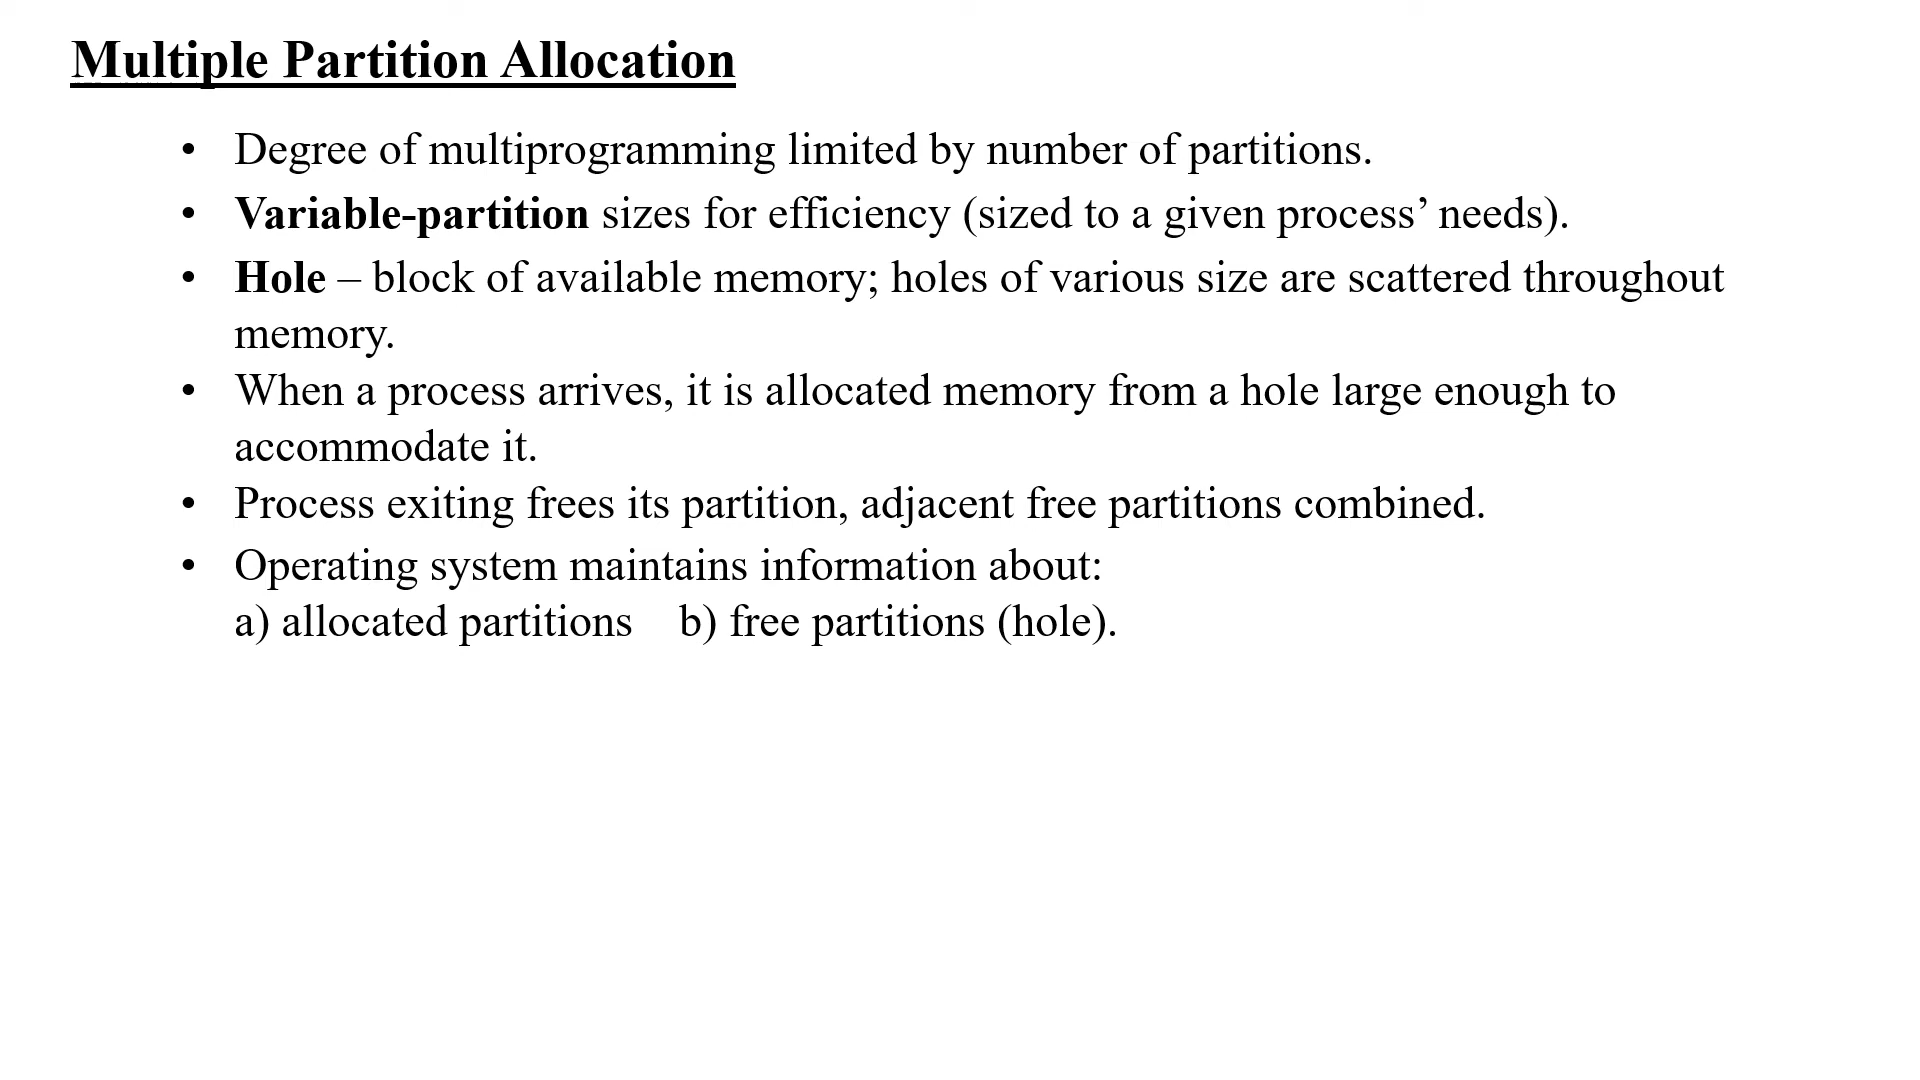 Multiple Partition Allocation
• Degree of multiprogramming limited by number of partitions.
• Variable-partition sizes for efficiency (sized to a given process’ needs).
• Hole – block of available memory; holes of various size are scattered throughout
memory.
• When a process arrives, it is allocated memory from a hole large enough to
accommodate it.
• Process exiting frees its partition, adjacent free partitions combined.
• Operating system maintains information about:
a) allocated partitions    b) free partitions (hole).